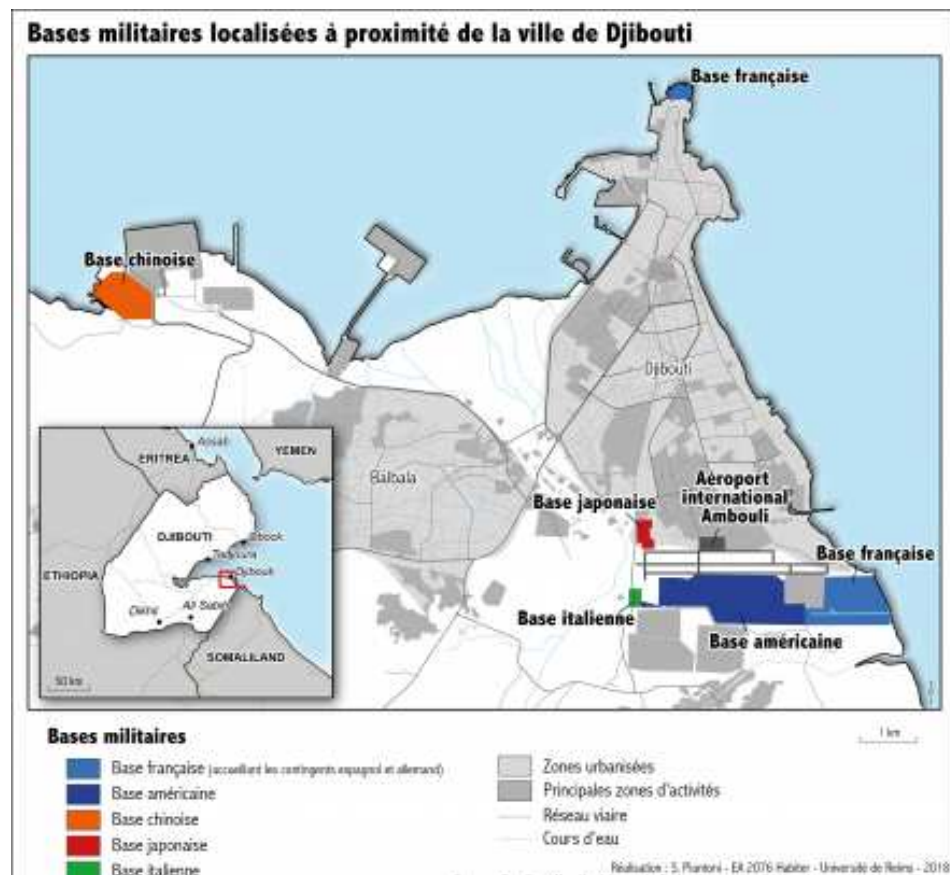 Bases militaires localisées à proximité de la ville de Djibouti
Base française
Base chinoise
Djibouti
Balbala
Base japonaise
Aéroport
international
Ambouli
Base française
Base italienne
Base américaine
Assab
YEMEN
ERITREA
DJIBOUTI
Obock
Tadjoura
Djibouti
ETHIOPIA
Dikhil
Ali Sabieh
SOMALILAND
50 km
1 km
Bases militaires
Base française (accueillant les contingents espagnol et allemand)
Base américaine
Base chinoise
Base japonaise
Base italienne
Zones urbanisées
Principales zones d'activités
Réseau viaire
Cours d'eau
Réalisation : S. Piantoni - EA 2076 Habiter - Université de Reims - 2018